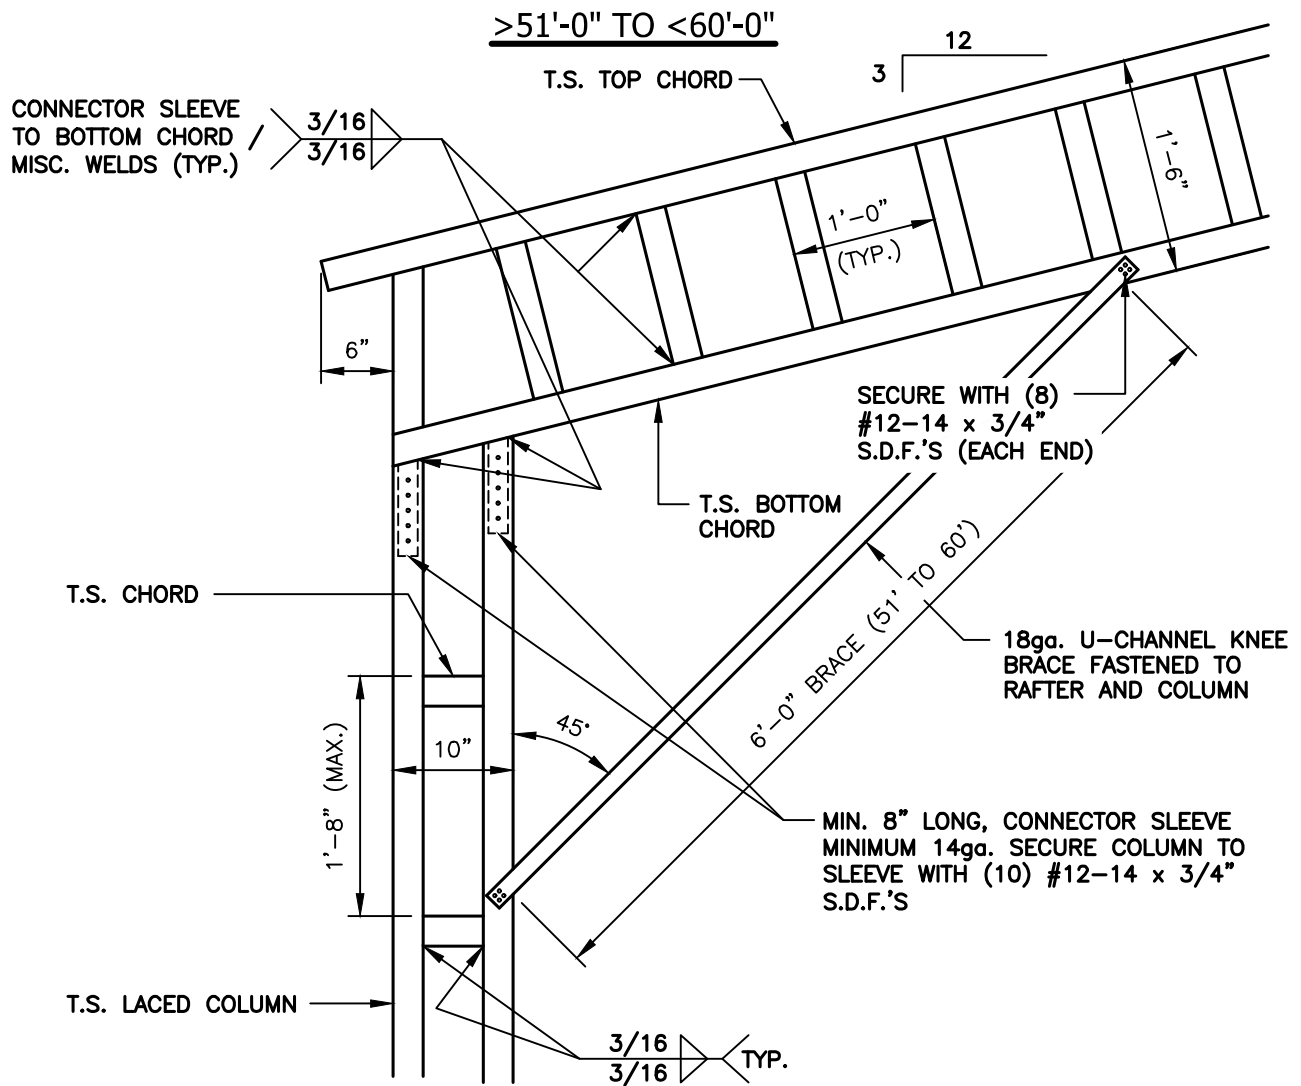 >51'-0" TO <60'-0"
12
3
T.S. TOP CHORD
CONNECTOR SLEEVE
TO BOTTOM CHORD /
MISC. WELDS (TYP.)
3/16
3/16
1'-6"
1'-0"
(TYP.)
6"
SECURE WITH (8)
#12-14 x 3/4"
S.D.F.'S (EACH END)
T.S. BOTTOM
CHORD
T.S. CHORD
6'-0" BRACE (51' TO 60')
18ga. U-CHANNEL KNEE
BRACE FASTENED TO
RAFTER AND COLUMN
45°
10"
1'-8" (MAX.)
MIN. 8" LONG, CONNECTOR SLEEVE
MINIMUM 14ga. SECURE COLUMN TO
SLEEVE WITH (10) #12-14 x 3/4"
S.D.F.'S
T.S. LACED COLUMN
3/16
3/16
TYP.